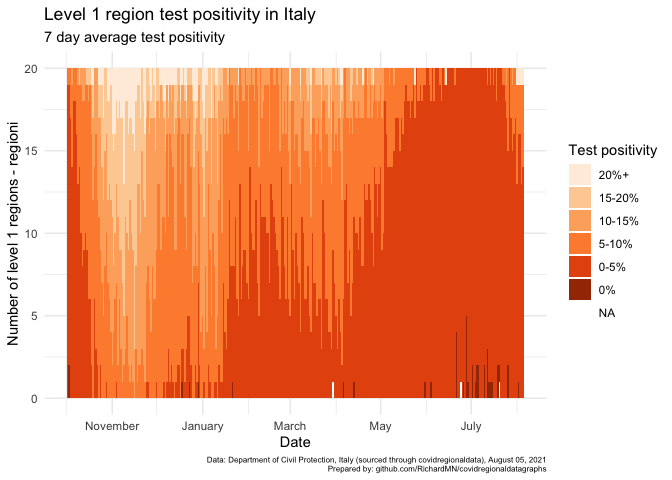 Level 1 region test positivity in Italy
7 day average test positivity
20
15
10
5
0
Number of level 1 regions - regioni
November
January
March
May
July
Date
Test positivity
20%+
15-20%
10-15%
5-10%
0-5%
0%
NA
Data: Department of Civil Protection, Italy (sourced through covidregionaldata), August 05, 2021
Prepared by: github.com/RichardMN/covidregionaldatagraphs